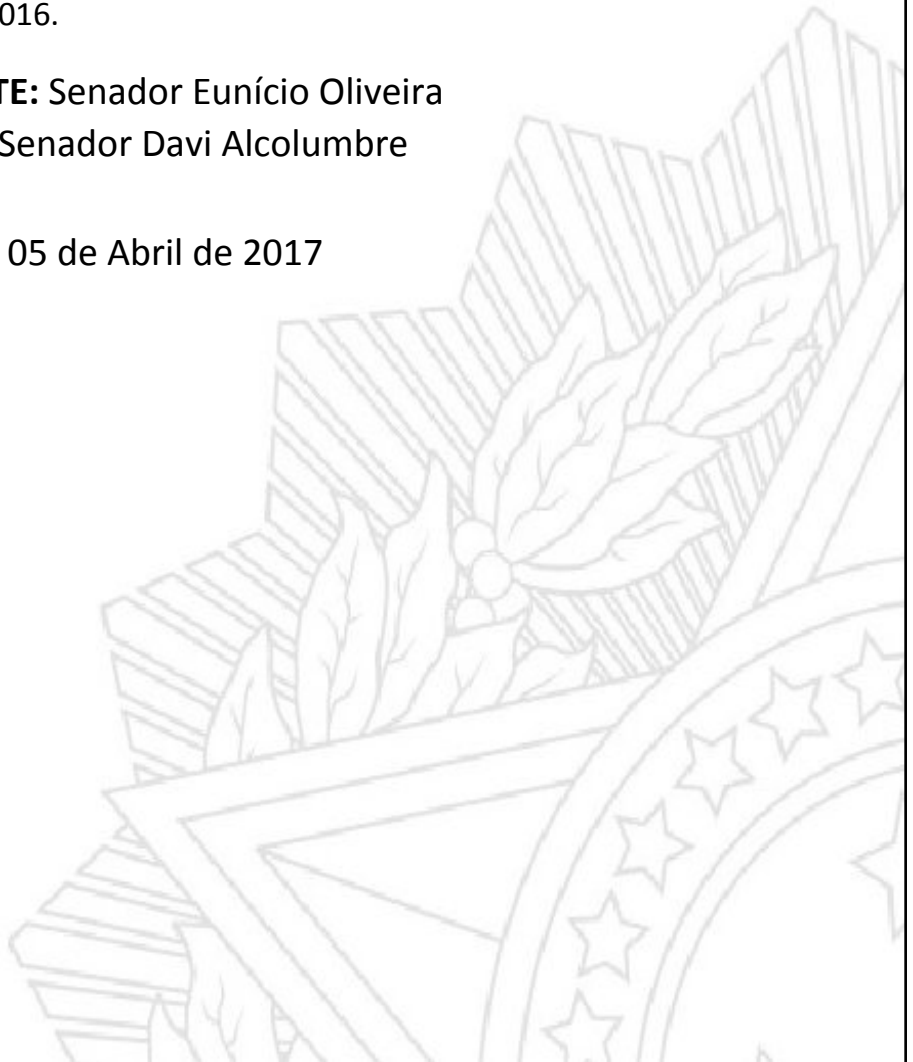 016.
TE: Senador Eunício Oliveira
Senador Davi Alcolumbre
05 de Abril de 2017